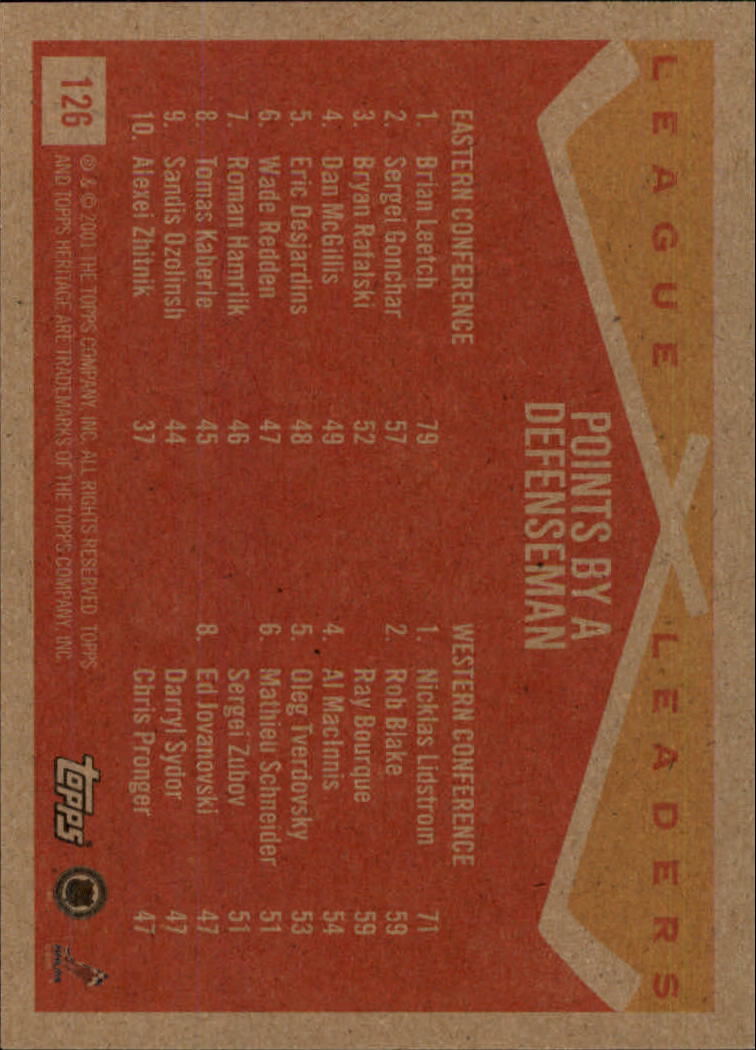 LEAGUE LEADERS
POINTS BY A
DEFENSEMAN
EASTERN CONFERENCE
1. Brian Leetch 79
2. Sergei Gonchar 57
3. Bryan Rafalski 52
4. Dan McGillis 49
5. Eric Desjardins 48
6. Wade Redden 47
7. Roman Hamrlik 46
8. Tomas Kaberle 45
9. Sandis Ozolinsh 44
10. Alexei Zhitnik 37
WESTERN CONFERENCE
1. Nicklas Lidstrom 71
2. Rob Blake 59
Ray Bourque 59
4. Al MacInnis 54
5. Oleg Tverdovsky 53
6. Mathieu Schneider 51
Sergei Zubov 51
8. Ed Jovanovski 47
Darryl Sydor 47
Chris Pronger 47
126
® & © 2001 THE TOPPS COMPANY, INC. ALL RIGHTS RESERVED. TOPPS
AND TOPPS HERITAGE ARE TRADEMARKS OF THE TOPPS COMPANY, INC.
topps